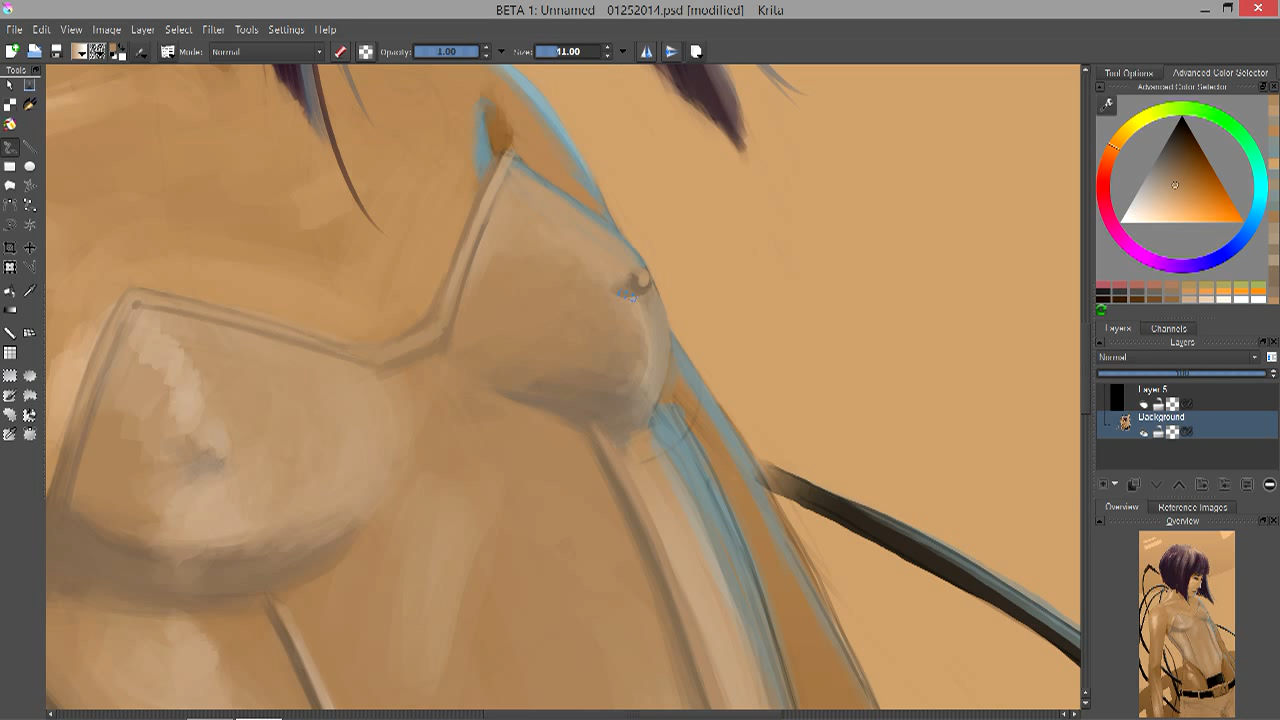 BETA 1: Unnamed - 01252014.psd [modified] - Krita
File Edit View Image Layer Select Filter Tools Settings Help
Mode: Normal Opacity: 1.00 Size: 41.00
Tools
Tool Options Advanced Color Selector
Advanced Color Selector
Layers Channels
Layers
Normal
100
Layer 5
Background
Overview Reference Images
Overview